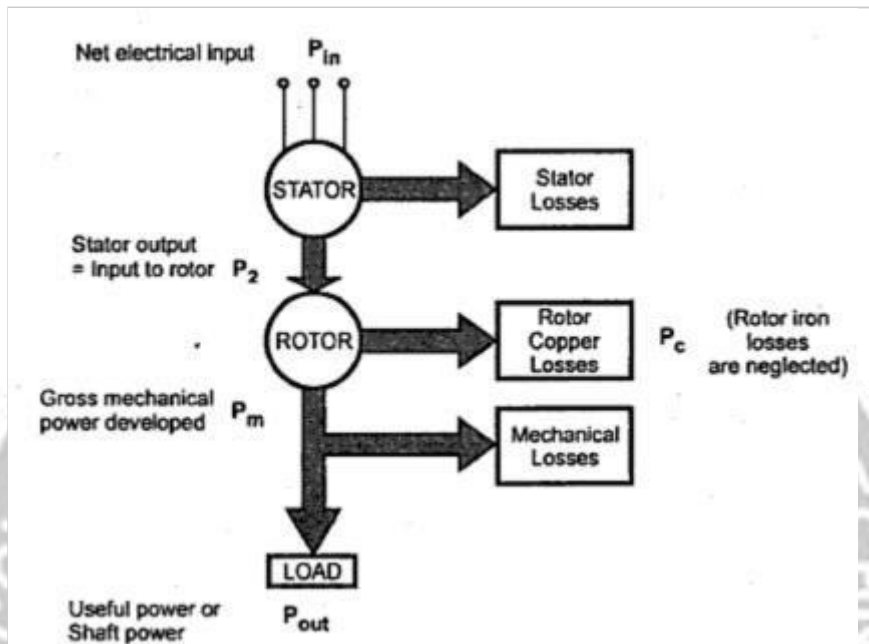 Net electrical input P_in
STATOR
Stator
Losses
Stator output
= Input to rotor P_2
ROTOR
Rotor
Copper
Losses
P_c
(Rotor iron
losses
are neglected)
Gross mechanical
power developed P_m
Mechanical
Losses
LOAD
Useful power or
Shaft power
P_out